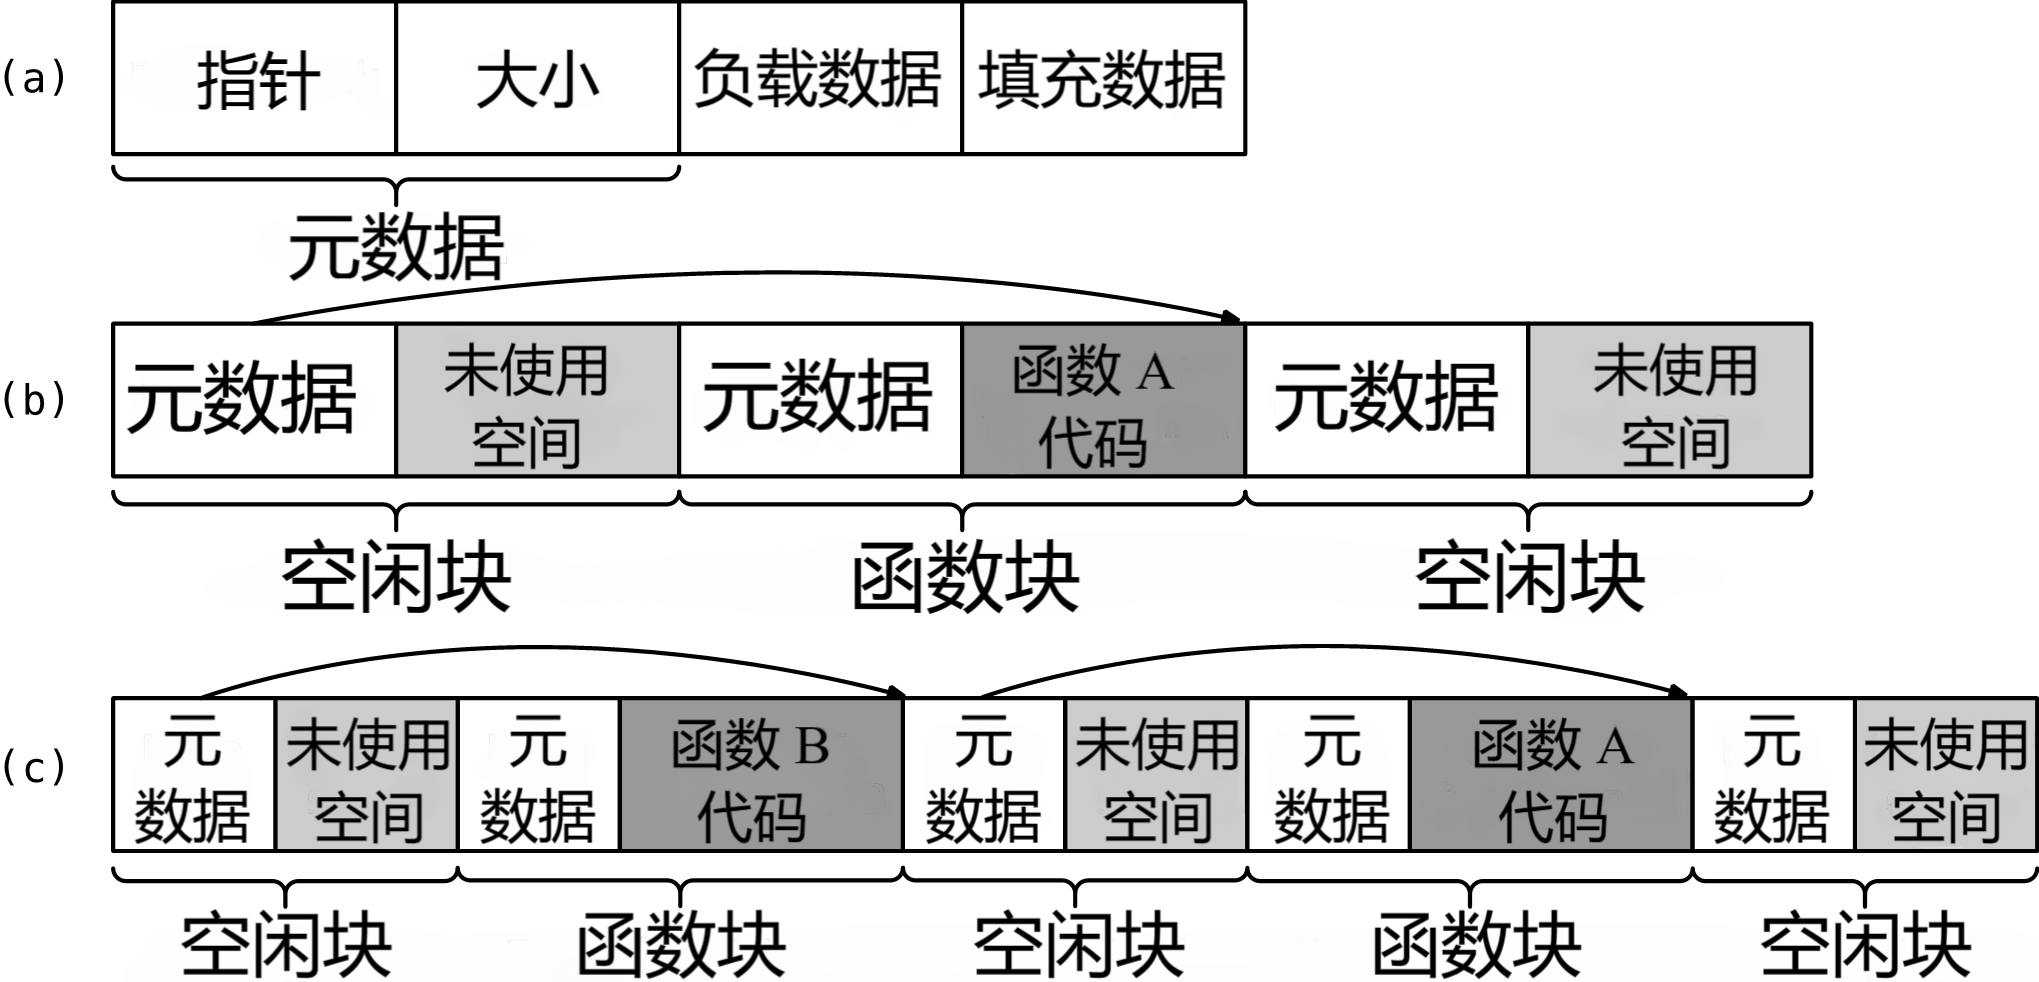 (a)
指针
大小
负载数据
填充数据
元数据
(b)
元数据
未使用
空间
元数据
函数 A
代码
元数据
未使用
空间
空闲块
函数块
空闲块
(c)
元
数据
未使用
空间
元
数据
函数 B
代码
元
数据
未使用
空间
元
数据
函数 A
代码
元
数据
未使用
空间
空闲块
函数块
空闲块
函数块
空闲块